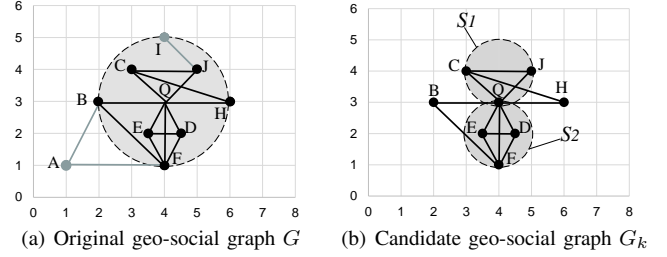 6
5
4
3
2
1
0
0 1 2 3 4 5 6 7 8
I
C J
Q
B H
E D
A F
(a) Original geo-social graph G
6
5
4
3
2
1
0
0 1 2 3 4 5 6 7 8
S1
C J
B Q H
E D
S2
F
(b) Candidate geo-social graph G_k